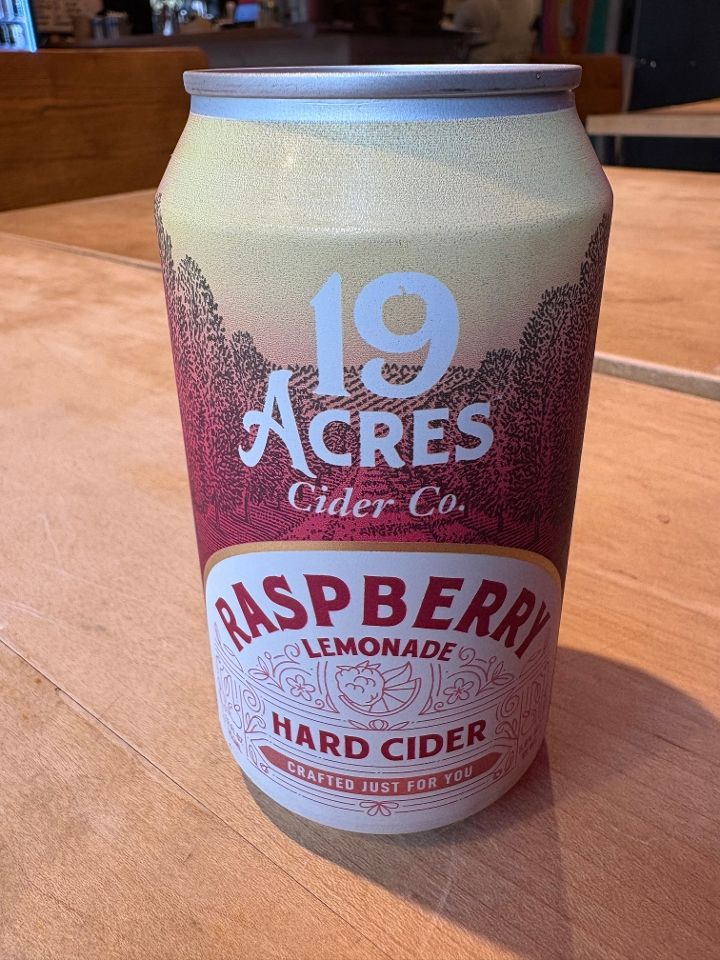 19
ACRES
Cider Co.
RASPBERRY
LEMONADE
HARD CIDER
CRAFTED JUST FOR YOU